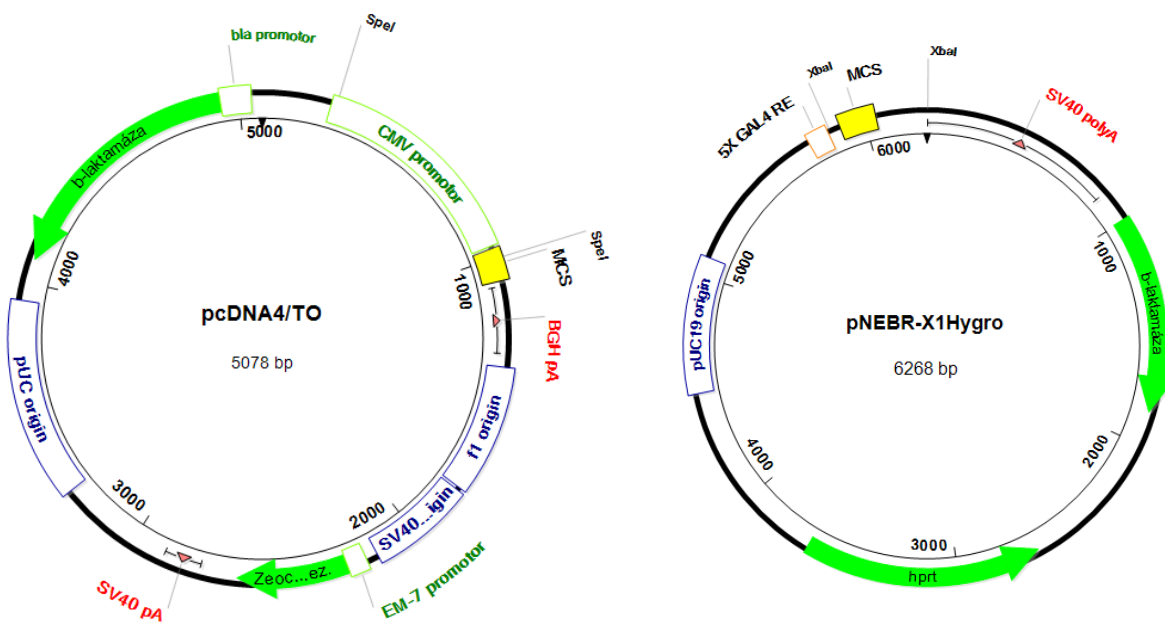 bla promotor
SpeI
b-laktamáza
5000
CMV promotor
4000
1000
SpeI
MCS
pcDNA4/TO
5078 bp
BGH pA
pUC origin
f1 origin
3000
2000
SV40...igin
SV40 pA
Zeoc...ez.
EM-7 promotor
XbaI
XbaI
MCS
5X GAL4 RE
SV40 polyA
6000
1000
b-laktamáza
5000
pUC19 origin
pNEBR-X1Hygro
6268 bp
4000
2000
3000
hprt